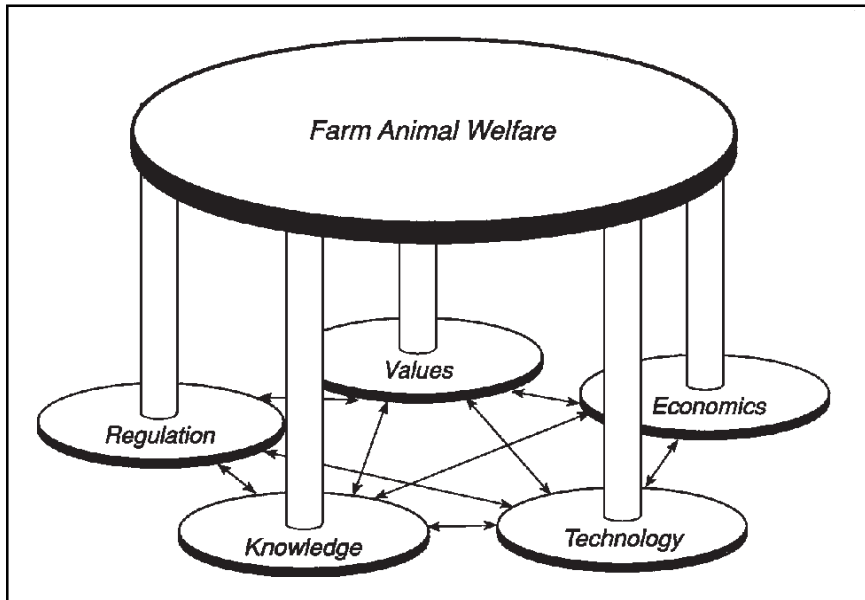 Farm Animal Welfare
Values
Economics
Regulation
Technology
Knowledge